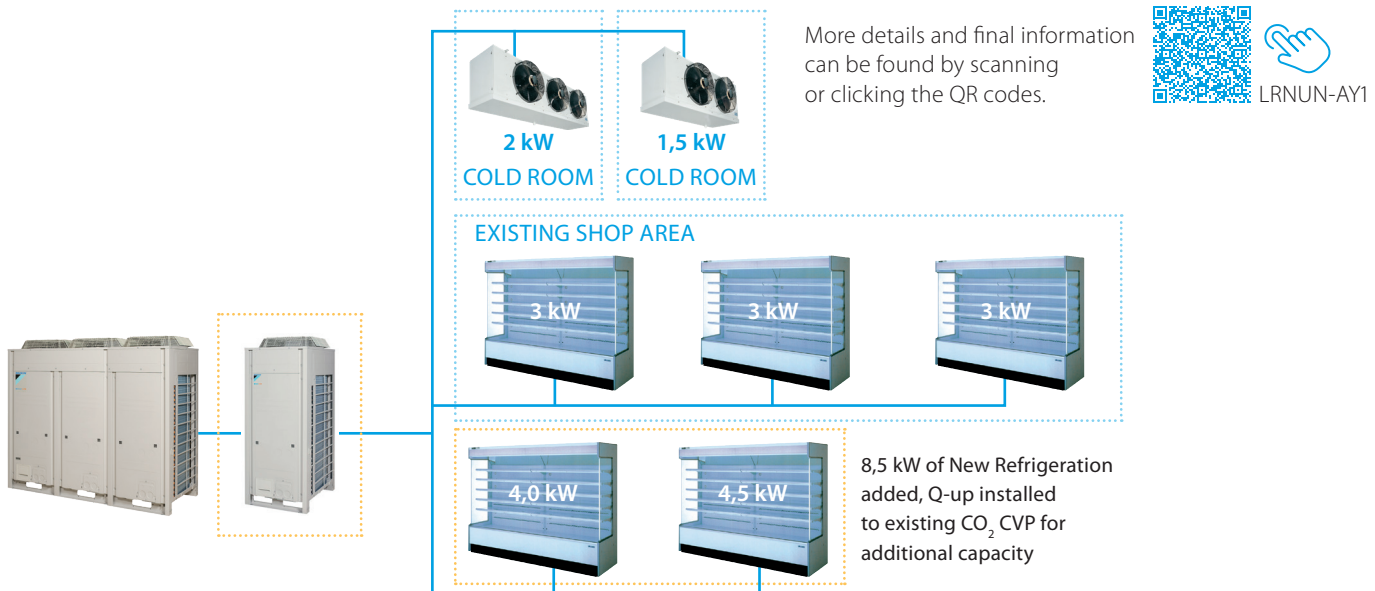 More details and final information
can be found by scanning
or clicking the QR codes.
LRNUN-AY1
2 kW
COLD ROOM
1,5 kW
COLD ROOM
EXISTING SHOP AREA
3 kW
3 kW
3 kW
4,0 kW
4,5 kW
8,5 kW of New Refrigeration
added, Q-up installed
to existing CO₂ CVP for
additional capacity